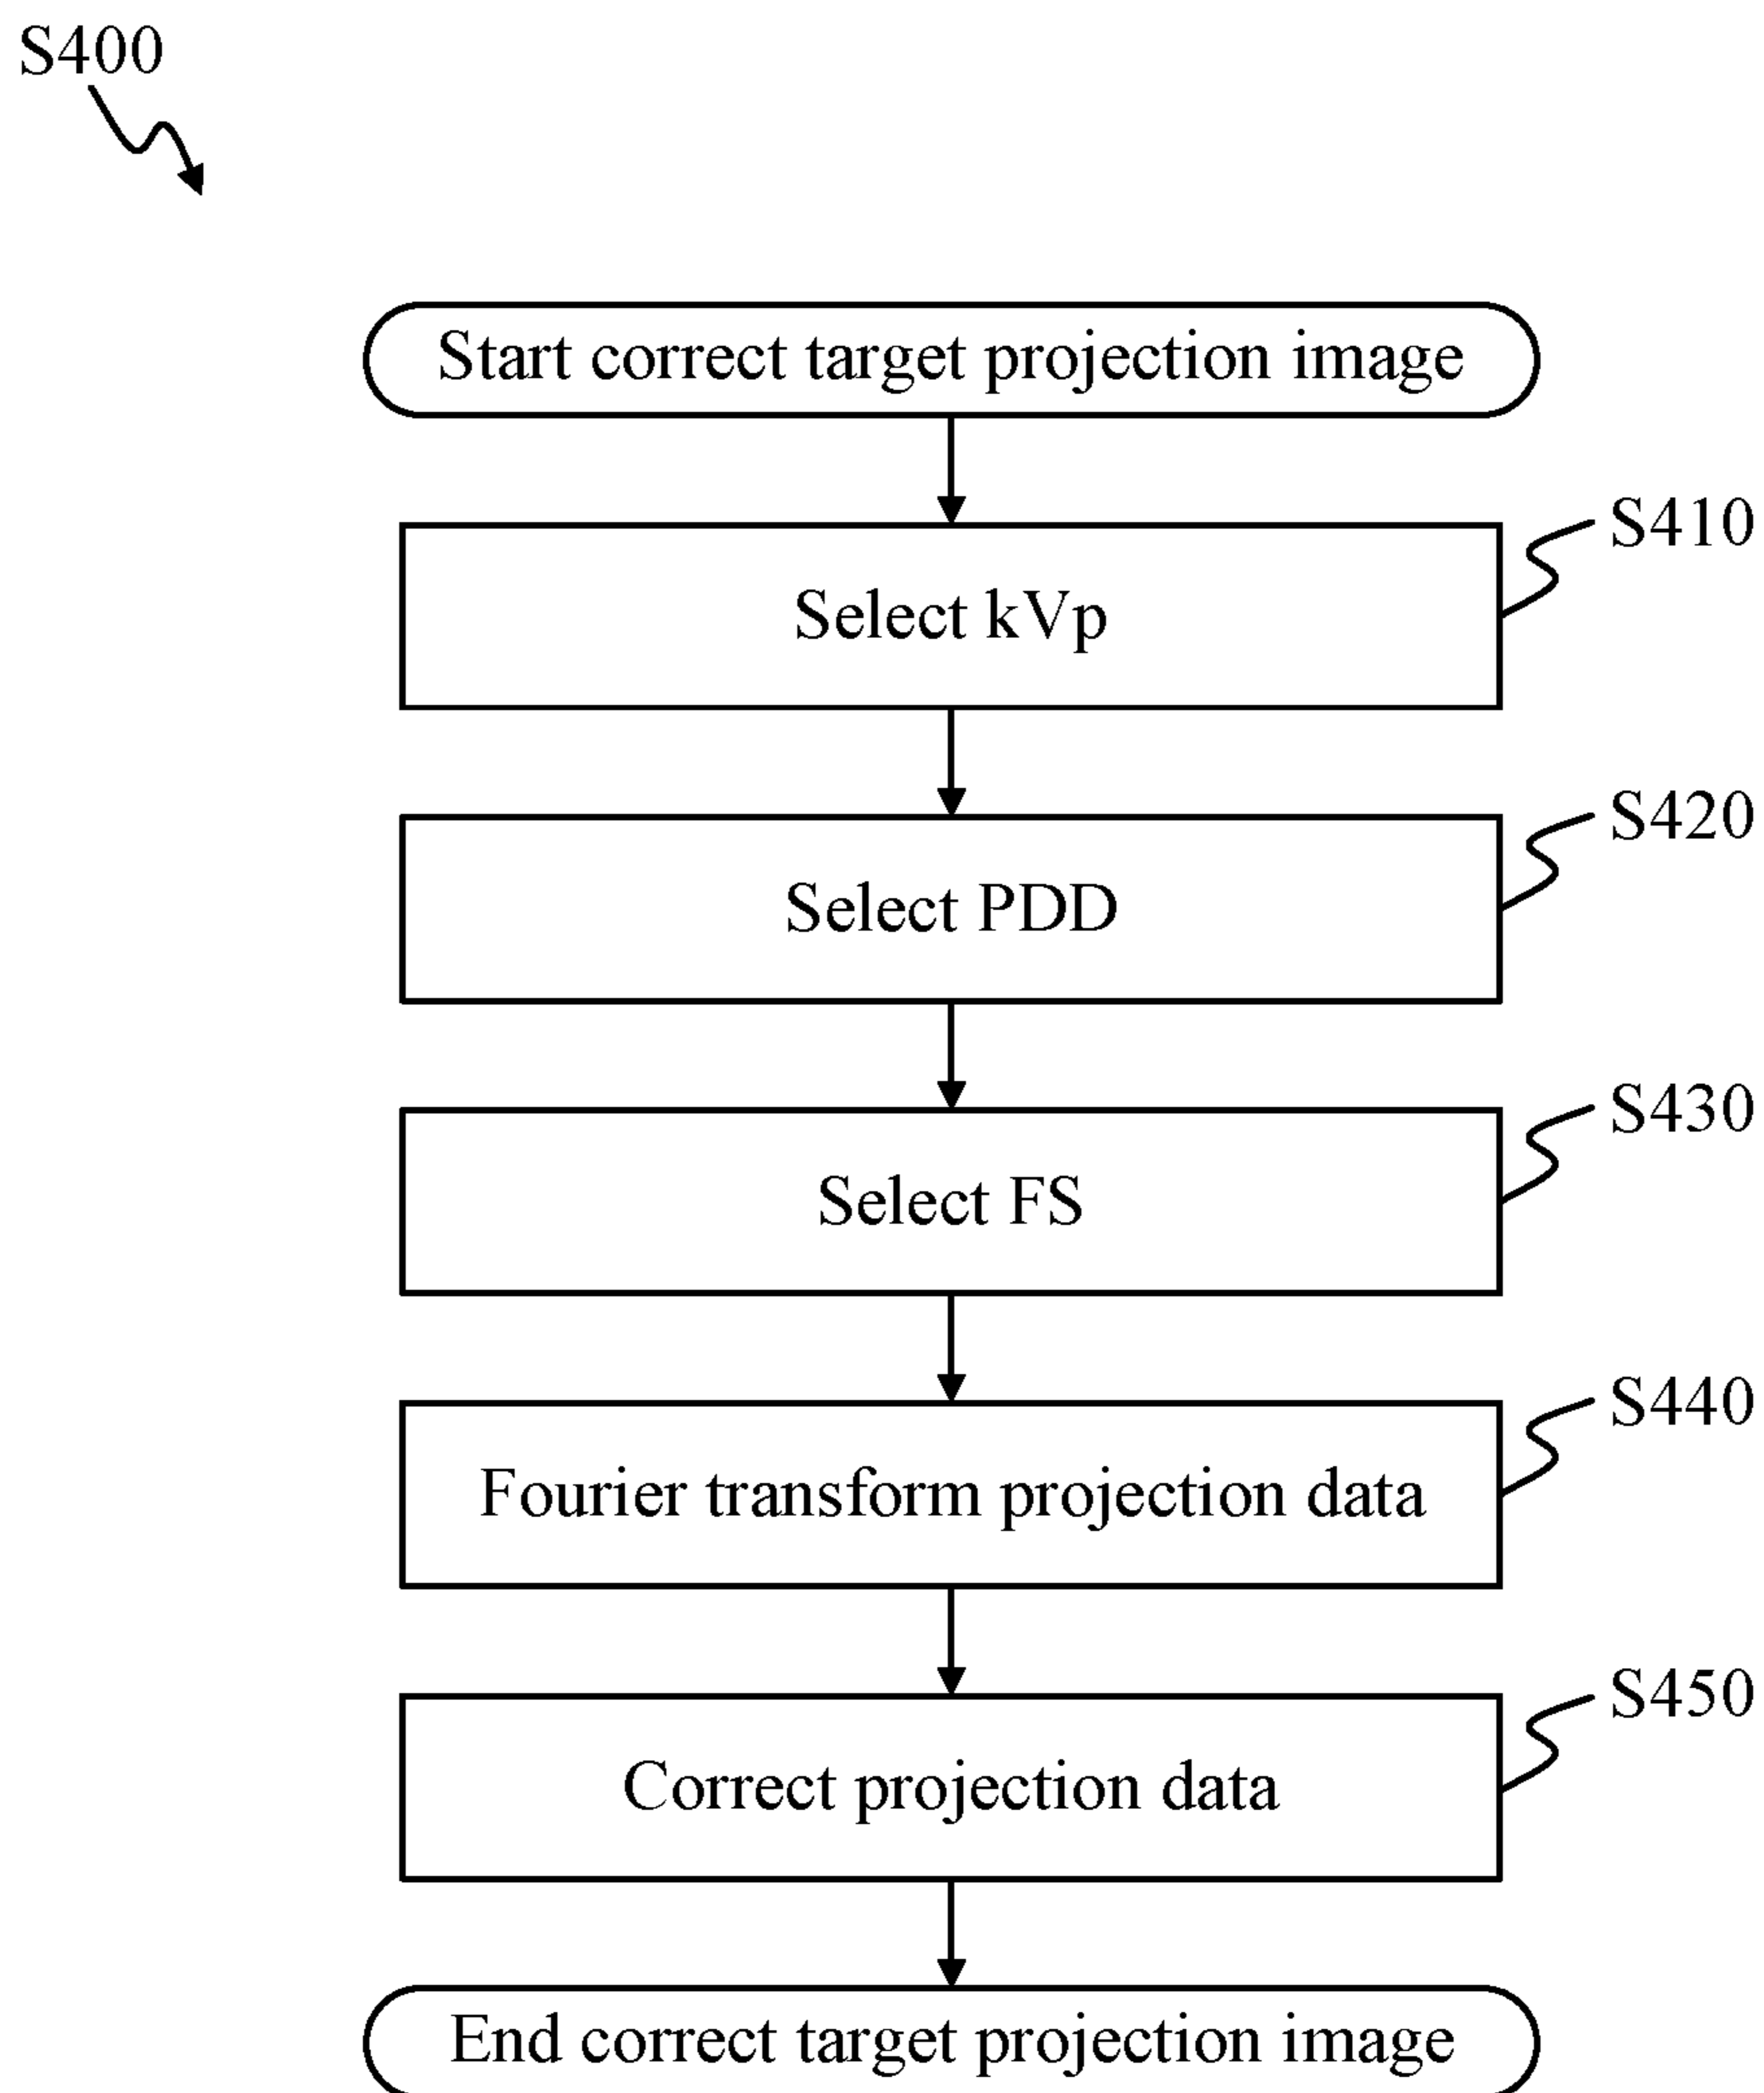 S400
Start correct target projection image
S410
Select kVp
S420
Select PDD
S430
Select FS
S440
Fourier transform projection data
S450
Correct projection data
End correct target projection image